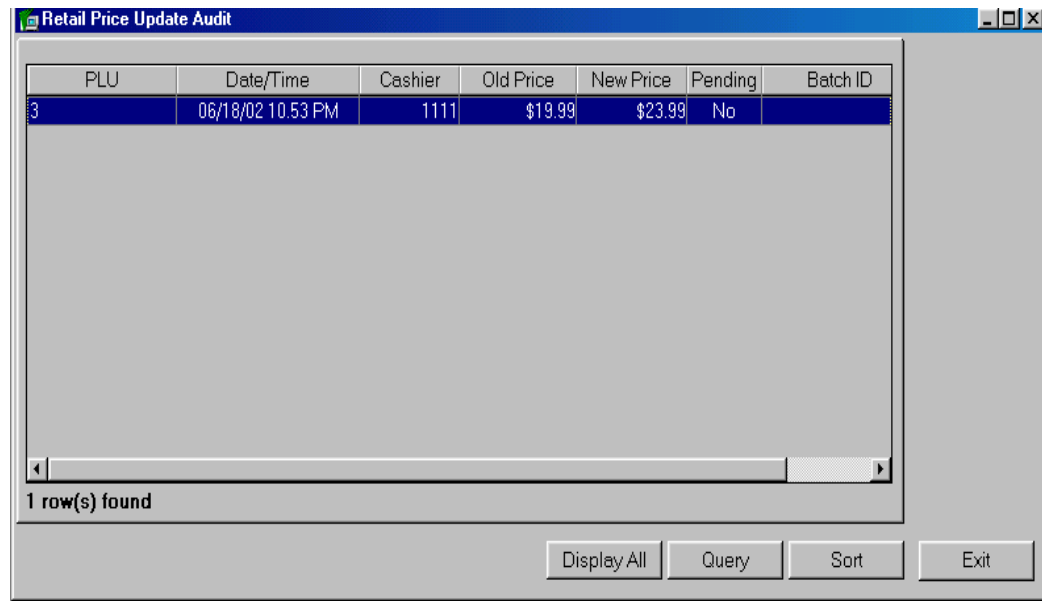 Retail Price Update Audit
PLU Date/Time Cashier Old Price New Price Pending Batch ID
3 06/18/02 10.53 PM 1111 $19.99 $23.99 No
1 row(s) found
Display All Query Sort Exit